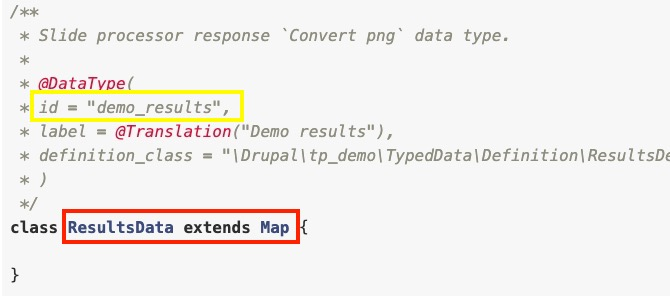 /**
* Slide processor response `Convert png` data type.
*
* @DataType(
* id = "demo_results",
* label = @Translation("Demo results"),
* definition_class = "\Drupal\tp_demo\TypedData\Definition\ResultsDe
* )
*/
class ResultsData extends Map {
}